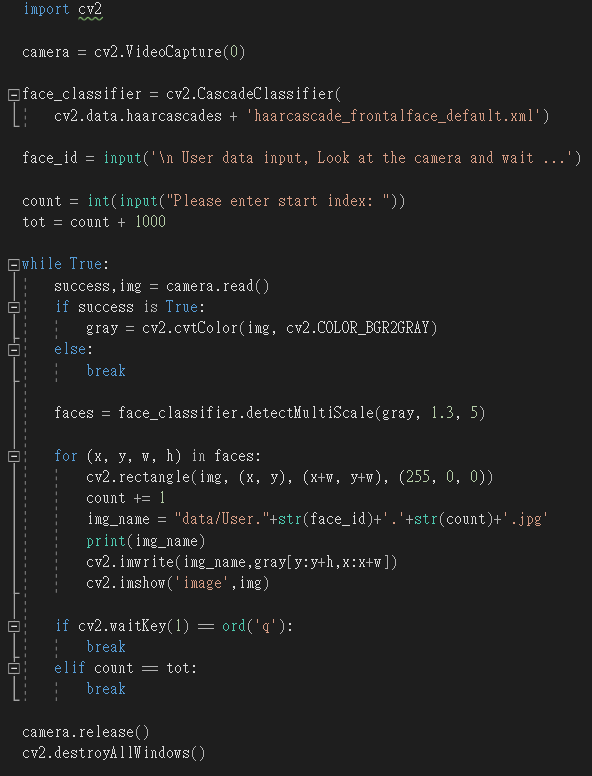 import cv2
camera = cv2.VideoCapture(0)
face_classifier = cv2.CascadeClassifier(
    cv2.data.haarcascades + 'haarcascade_frontalface_default.xml')
face_id = input('\n User data input, Look at the camera and wait ...')
count = int(input("Please enter start index: "))
tot = count + 1000
while True:
    success,img = camera.read()
    if success is True:
        gray = cv2.cvtColor(img, cv2.COLOR_BGR2GRAY)
    else:
        break
    faces = face_classifier.detectMultiScale(gray, 1.3, 5)
    for (x, y, w, h) in faces:
        cv2.rectangle(img, (x, y), (x+w, y+w), (255, 0, 0))
        count += 1
        img_name = "data/User."+str(face_id)+'.'+str(count)+'.jpg'
        print(img_name)
        cv2.imwrite(img_name,gray[y:y+h,x:x+w])
        cv2.imshow('image',img)
    if cv2.waitKey(1) == ord('q'):
        break
    elif count == tot:
        break
camera.release()
cv2.destroyAllWindows()